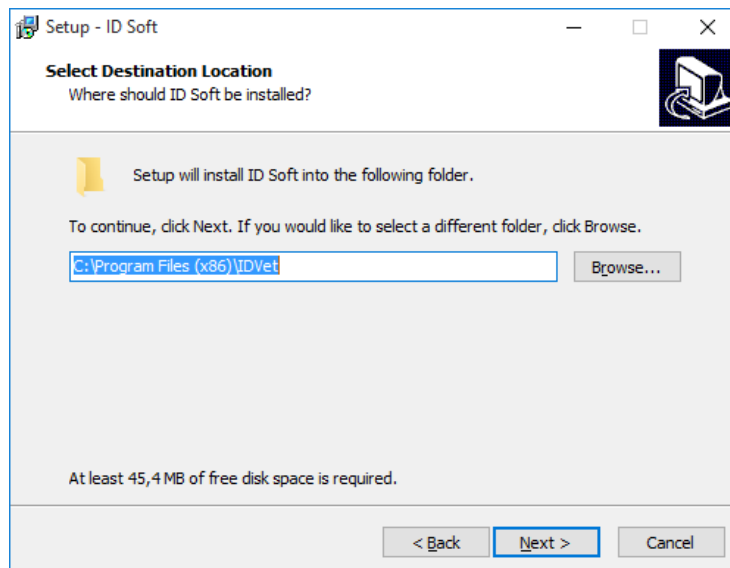 Setup - ID Soft
Select Destination Location
Where should ID Soft be installed?
Setup will install ID Soft into the following folder.
To continue, click Next. If you would like to select a different folder, click Browse.
C:\Program Files (x86)\IDVet
Browse...
At least 45,4 MB of free disk space is required.
< Back
Next >
Cancel